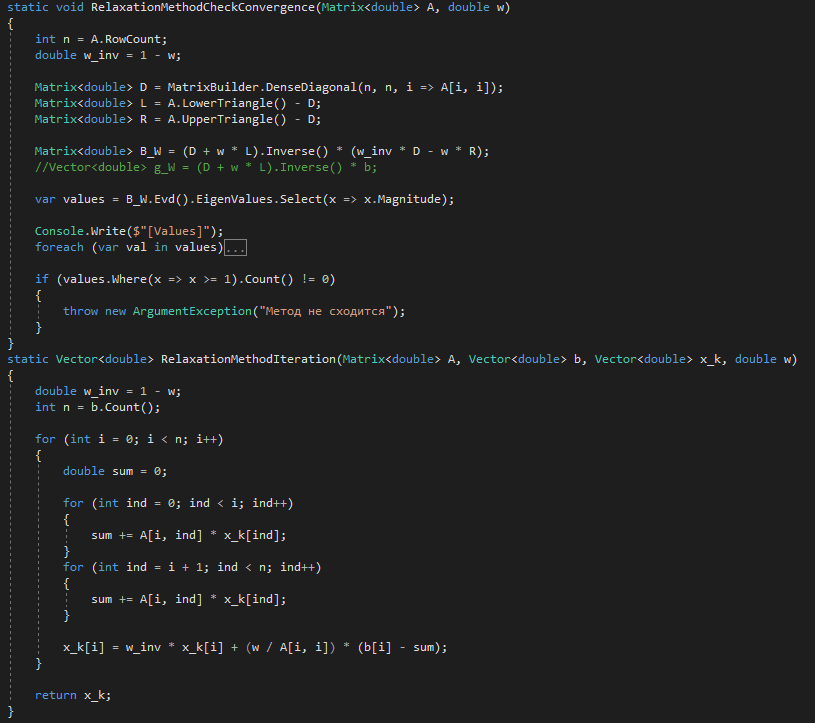 static void RelaxationMethodCheckConvergence(Matrix<double> A, double w)
{
    int n = A.RowCount;
    double w_inv = 1 - w;

    Matrix<double> D = MatrixBuilder.DenseDiagonal(n, n, i => A[i, i]);
    Matrix<double> L = A.LowerTriangle() - D;
    Matrix<double> R = A.UpperTriangle() - D;

    Matrix<double> B_W = (D + w * L).Inverse() * (w_inv * D - w * R);
    //Vector<double> g_W = (D + w * L).Inverse() * b;

    var values = B_W.Evd().EigenValues.Select(x => x.Magnitude);

    Console.Write($"[Values]");
    foreach (var val in values)...

    if (values.Where(x => x >= 1).Count() != 0)
    {
        throw new ArgumentException("Метод не сходится");
    }
}
static Vector<double> RelaxationMethodIteration(Matrix<double> A, Vector<double> b, Vector<double> x_k, double w)
{
    double w_inv = 1 - w;
    int n = b.Count();

    for (int i = 0; i < n; i++)
    {
        double sum = 0;

        for (int ind = 0; ind < i; ind++)
        {
            sum += A[i, ind] * x_k[ind];
        }
        for (int ind = i + 1; ind < n; ind++)
        {
            sum += A[i, ind] * x_k[ind];
        }

        x_k[i] = w_inv * x_k[i] + (w / A[i, i]) * (b[i] - sum);
    }

    return x_k;
}